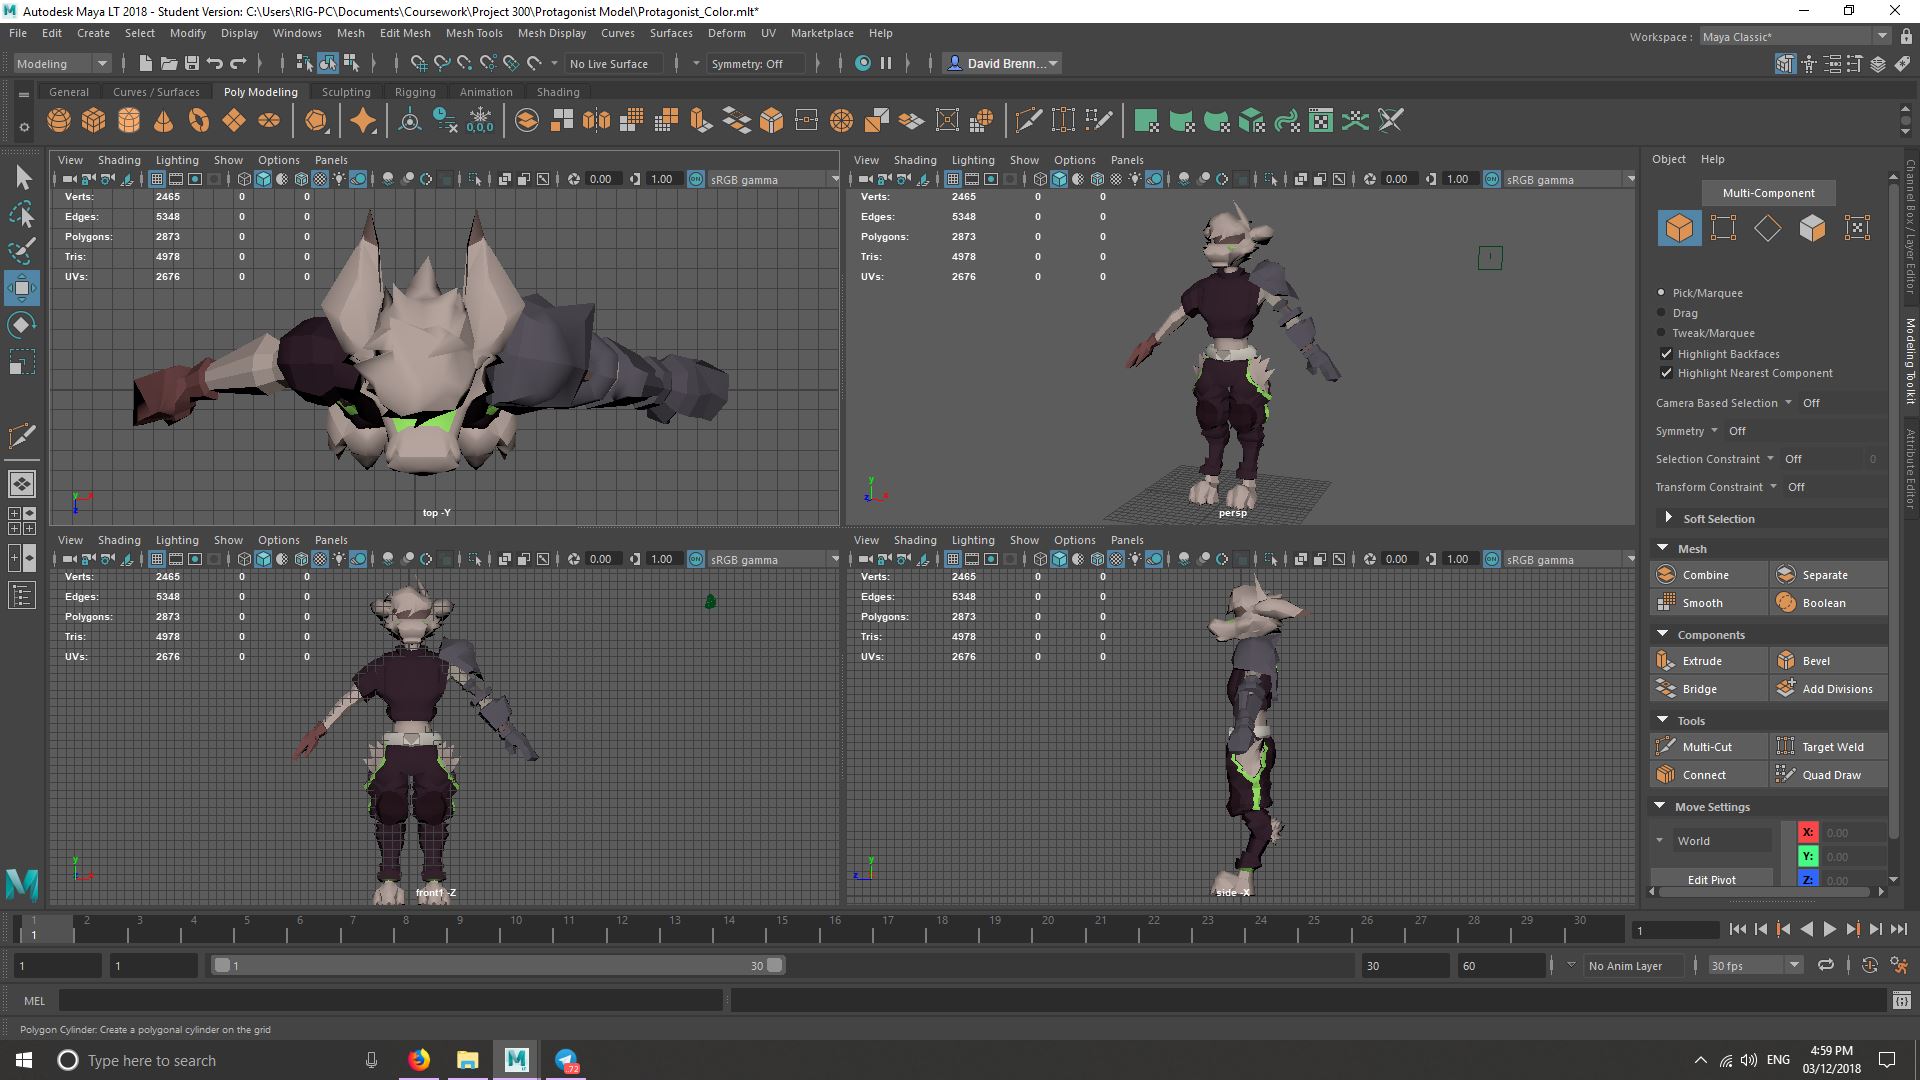 Autodesk Maya LT 2018 - Student Version: C:\Users\RIG-PC\Documents\Coursework\Project 300\Protagonist Model\Protagonist_Color.mlt*
File Edit Create Select Modify Display Windows Mesh Edit Mesh Mesh Tools Mesh Display Curves Surfaces Deform UV Marketplace Help
Workspace : Maya Classic*
Modeling No Live Surface Symmetry: Off David Brenn...
General Curves / Surfaces Poly Modeling Sculpting Rigging Animation Shading
0,0,0
View Shading Lighting Show Options Panels
0.00 1.00 ON sRGB gamma
Verts: 2465 0 0
Edges: 5348 0 0
Polygons: 2873 0 0
Tris: 4978 0 0
UVs: 2676 0 0
y x z
top -Y
View Shading Lighting Show Options Panels
0.00 1.00 ON sRGB gamma
Verts: 2465 0 0
Edges: 5348 0 0
Polygons: 2873 0 0
Tris: 4978 0 0
UVs: 2676 0 0
y z x
persp
View Shading Lighting Show Options Panels
0.00 1.00 ON sRGB gamma
Verts: 2465 0 0
Edges: 5348 0 0
Polygons: 2873 0 0
Tris: 4978 0 0
UVs: 2676 0 0
y z x
front1 -Z
View Shading Lighting Show Options Panels
0.00 1.00 ON sRGB gamma
Verts: 2465 0 0
Edges: 5348 0 0
Polygons: 2873 0 0
Tris: 4978 0 0
UVs: 2676 0 0
y z
side -X
Object Help
Multi-Component
Pick/Marquee
Drag
Tweak/Marquee
Highlight Backfaces
Highlight Nearest Component
Camera Based Selection Off
Symmetry Off
Selection Constraint Off 0
Transform Constraint Off
Soft Selection
Mesh
Combine Separate
Smooth Boolean
Components
Extrude Bevel
Bridge Add Divisions
Tools
Multi-Cut Target Weld
Connect Quad Draw
Move Settings
World X: 0.00
Y: 0.00
Edit Pivot Z: 0.00
Channel Box / Layer Editor
Modeling Toolkit
Attribute Editor
1 2 3 4 5 6 7 8 9 10 11 12 13 14 15 16 17 18 19 20 21 22 23 24 25 26 27 28 29 30
1 1
1 1 1 30 30 60 No Anim Layer 30 fps
MEL
Polygon Cylinder: Create a polygonal cylinder on the grid
Type here to search
M LT
72
ENG
4:59 PM
03/12/2018